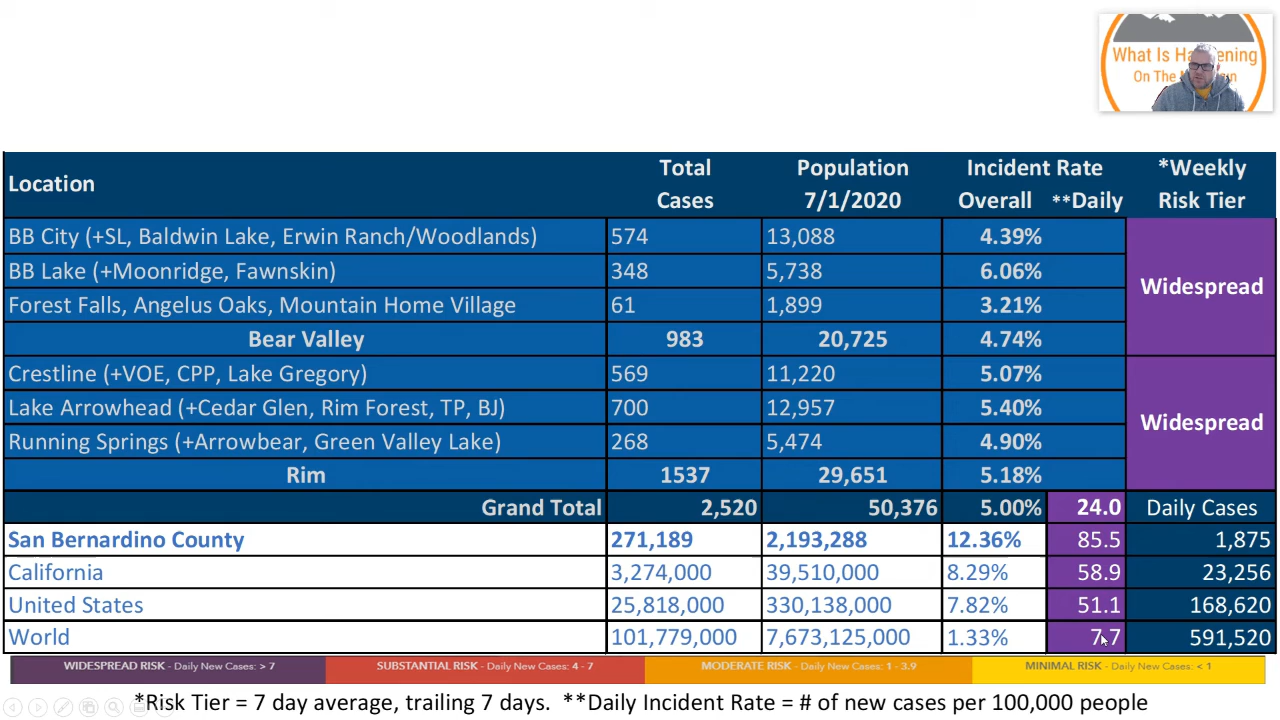 What Is Ha ening
On The M in
Location Total Cases Population 7/1/2020 Incident Rate Overall **Daily *Weekly Risk Tier
BB City (+SL, Baldwin Lake, Erwin Ranch/Woodlands) 574 13,088 4.39%
BB Lake (+Moonridge, Fawnskin) 348 5,738 6.06%
Widespread
Forest Falls, Angelus Oaks, Mountain Home Village 61 1,899 3.21%
Bear Valley 983 20,725 4.74%
Crestline (+VOE, CPP, Lake Gregory) 569 11,220 5.07%
Lake Arrowhead (+Cedar Glen, Rim Forest, TP, BJ) 700 12,957 5.40%
Widespread
Running Springs (+Arrowbear, Green Valley Lake) 268 5,474 4.90%
Rim 1537 29,651 5.18%
Grand Total 2,520 50,376 5.00% 24.0 Daily Cases
San Bernardino County 271,189 2,193,288 12.36% 85.5 1,875
California 3,274,000 39,510,000 8.29% 58.9 23,256
United States 25,818,000 330,138,000 7.82% 51.1 168,620
World 101,779,000 7,673,125,000 1.33% 7.7 591,520
WIDESPREAD RISK - Daily New Cases: > 7 SUBSTANTIAL RISK - Daily New Cases: 4 - 7 MODERATE RISK - Daily New Cases: 1 - 3.9 MINIMAL RISK - Daily New Cases: < 1
*Risk Tier = 7 day average, trailing 7 days. **Daily Incident Rate = # of new cases per 100,000 people